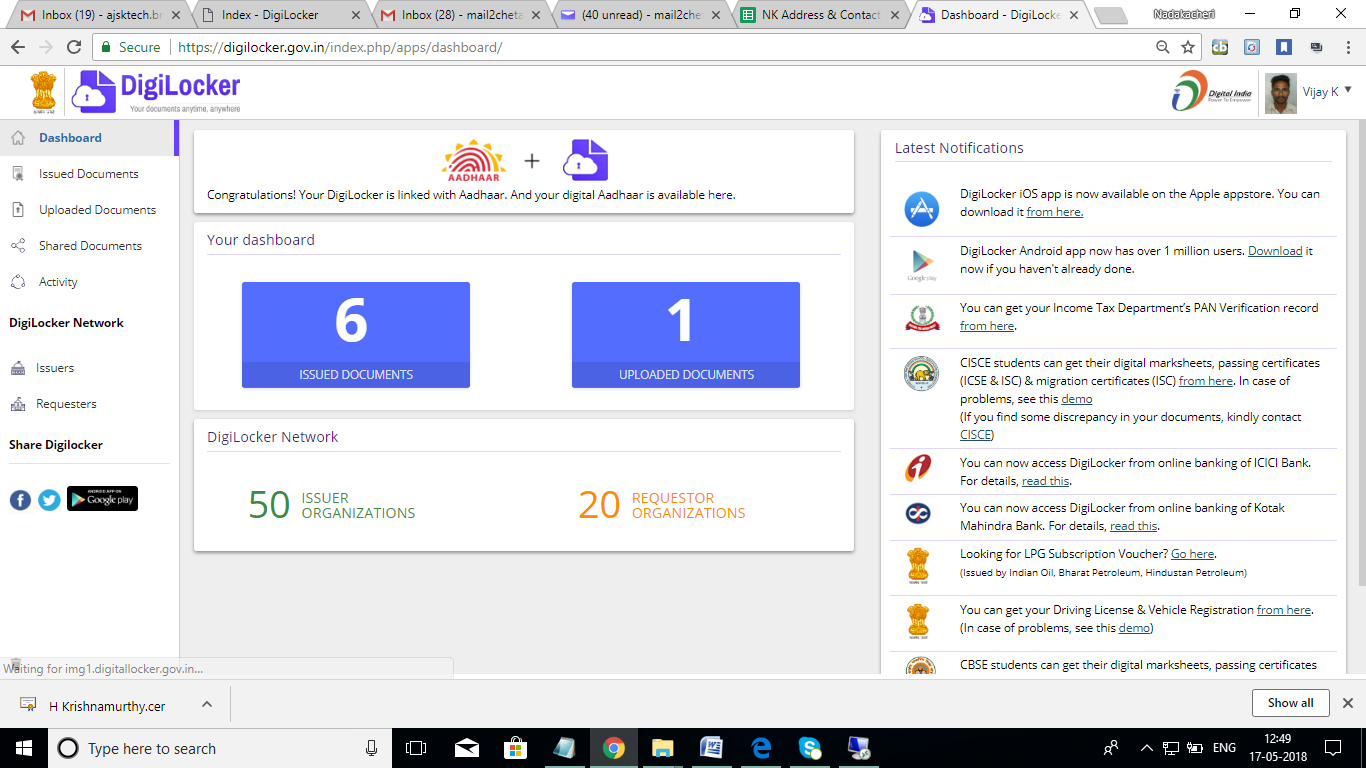 Inbox (19) - ajsktech.br
Index - DigiLocker
Inbox (28) - mail2chet
(40 unread) - mail2che
NK Address & Contact
Dashboard - DigiLocke
Nadakacheri
Secure
https://digilocker.gov.in/index.php/apps/dashboard/
DigiLocker
Your documents anytime, anywhere
Digital India
Power To Empower
Vijay K
Dashboard
Issued Documents
Uploaded Documents
Shared Documents
Activity
DigiLocker Network
Issuers
Requesters
Share Digilocker
ANDROID APP ON
Google play
AADHAAR
+
Congratulations! Your DigiLocker is linked with Aadhaar. And your digital Aadhaar is available here.
Your dashboard
6
ISSUED DOCUMENTS
1
UPLOADED DOCUMENTS
DigiLocker Network
50 ISSUER
ORGANIZATIONS
20 REQUESTOR
ORGANIZATIONS
Latest Notifications
DigiLocker iOS app is now available on the Apple appstore. You can
download it from here.
Google play
DigiLocker Android app now has over 1 million users. Download it
now if you haven't already done.
You can get your Income Tax Department's PAN Verification record
from here.
CISCE students can get their digital marksheets, passing certificates
(ICSE & ISC) & migration certificates (ISC) from here. In case of
problems, see this demo
(If you find some discrepancy in your documents, kindly contact
CISCE)
You can now access DigiLocker from online banking of ICICI Bank.
For details, read this.
You can now access DigiLocker from online banking of Kotak
Mahindra Bank. For details, read this.
Looking for LPG Subscription Voucher? Go here.
(Issued by Indian Oil, Bharat Petroleum, Hindustan Petroleum)
You can get your Driving License & Vehicle Registration from here.
(In case of problems, see this demo)
CBSE students can get their digital marksheets, passing certificates
Waiting for img1.digitallocker.gov.in...
H Krishnamurthy.cer
Show all
Type here to search
ENG
12:49
17-05-2018